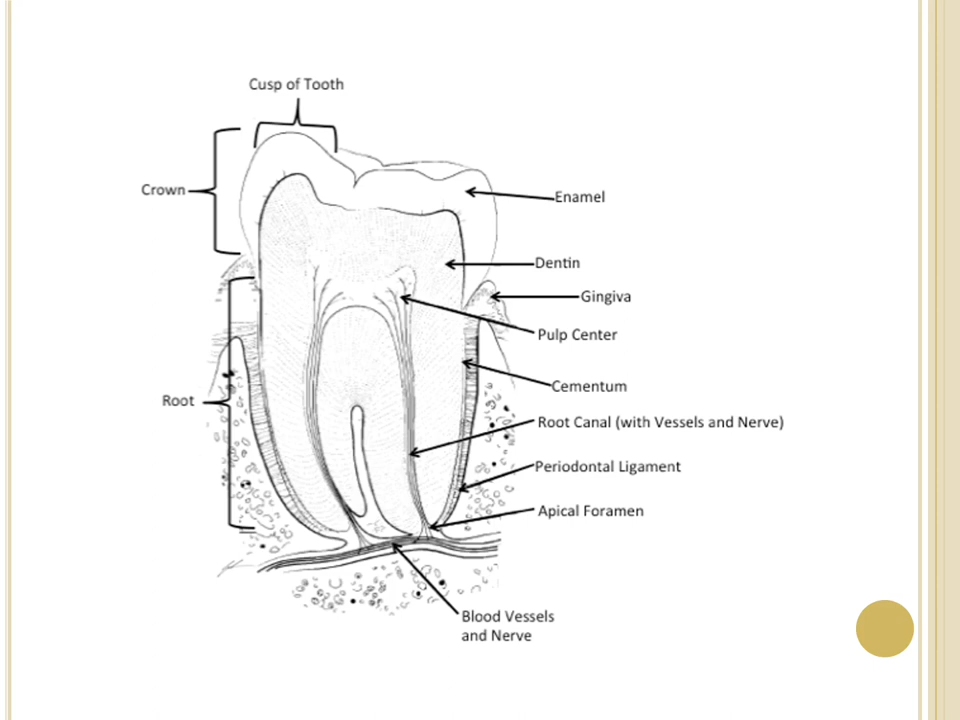 Cusp of Tooth
Crown
Enamel
Dentin
Gingiva
Pulp Center
Cementum
Root
Root Canal (with Vessels and Nerve)
Periodontal Ligament
Apical Foramen
Blood Vessels
and Nerve